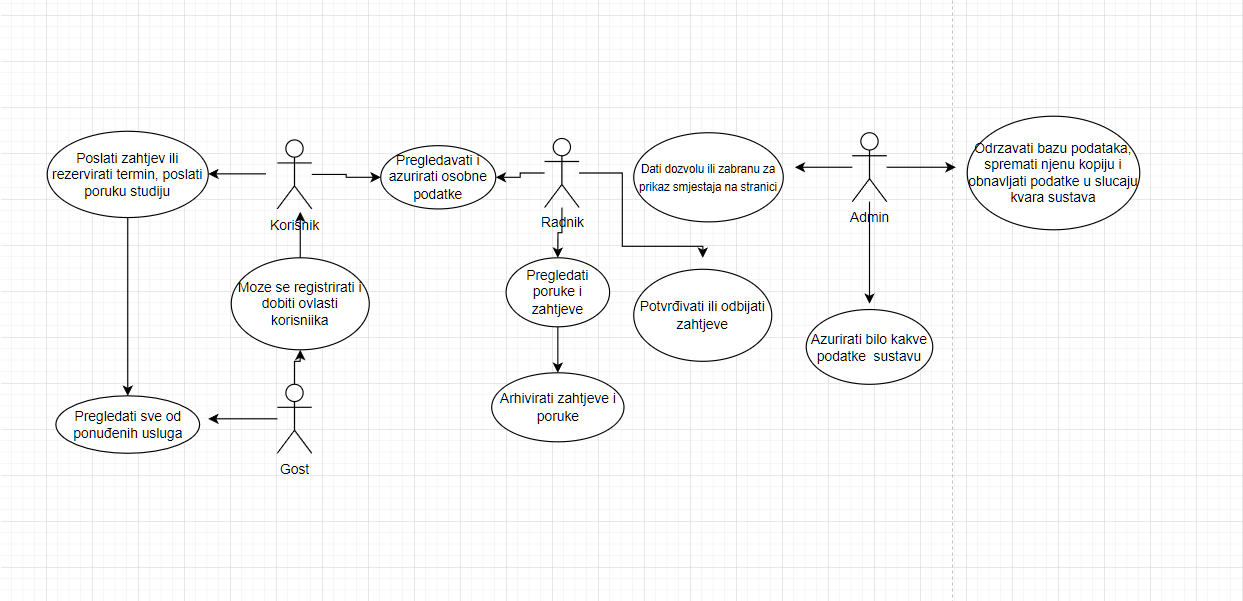 Poslati zahtjev ili
rezervirati termin, poslati
poruku studiju
Korisnik
Pregledavati i
azurirati osobne
podatke
Radnik
Dati dozvolu ili zabranu za
prikaz smjestaja na stranici
Admin
Odrzavati bazu podataka,
spremati njenu kopiju i
obnavljati podatke u slucaju
kvara sustava
Moze se registrirati i
dobiti ovlasti
korisniika
Pregledati
poruke i
zahtjeve
Potvrđivati ili odbijati
zahtjeve
Azurirati bilo kakve
podatke sustavu
Pregledati sve od
ponuđenih usluga
Gost
Arhivirati zahtjeve i
poruke